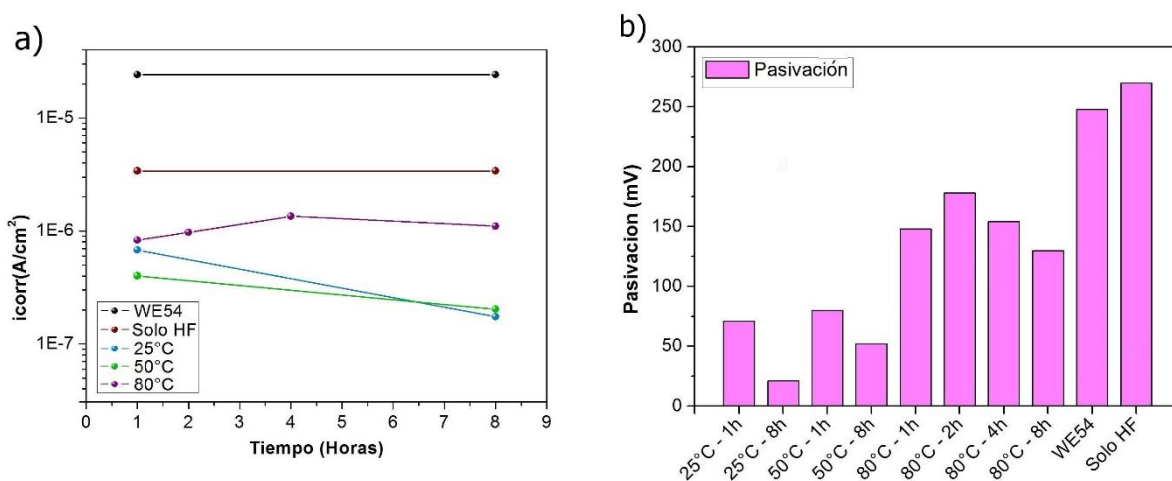 a)
icorr(A/cm²)
1E-5
1E-6
1E-7
WE54
Solo HF
25°C
50°C
80°C
0 1 2 3 4 5 6 7 8 9
Tiempo (Horas)
b)
Pasivacion (mV)
300
250
200
150
100
50
0
Pasivación
25°C - 1h
25°C - 8h
50°C - 1h
50°C - 8h
80°C - 1h
80°C - 2h
80°C - 4h
80°C - 8h
WE54
Solo HF